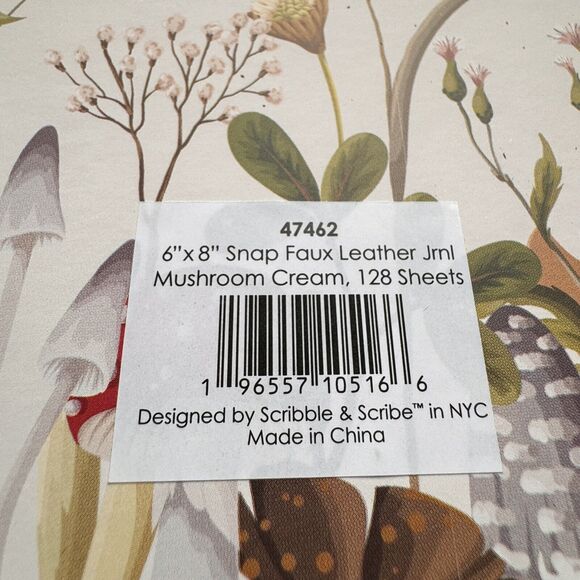 47462
6”x 8” Snap Faux Leather Jrnl
Mushroom Cream, 128 Sheets
1 96557 10516 6
Designed by Scribble & Scribe™ in NYC
Made in China